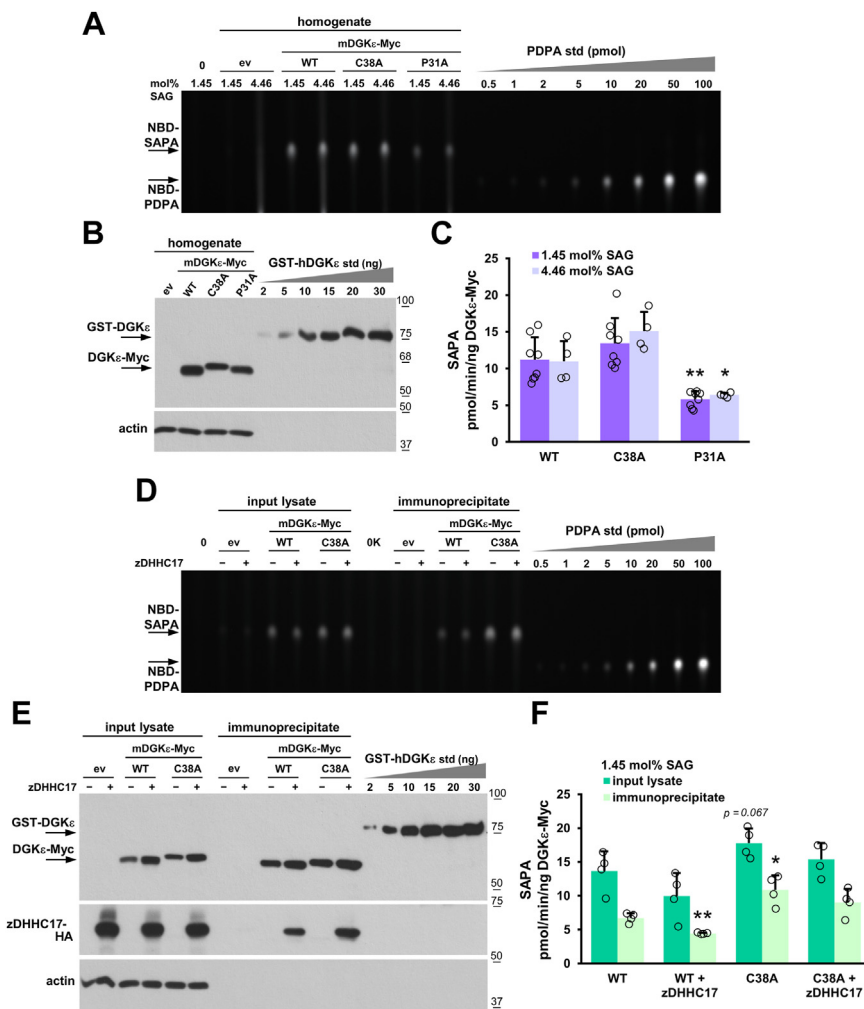 A
homogenate
mDGKε-Myc
PDPA std (pmol)
0 ev WT C38A P31A
mol% 1.45 1.45 4.46 1.45 4.46 1.45 4.46 1.45 4.46 0.5 1 2 5 10 20 50 100
SAG
NBD-
SAPA
NBD-
PDPA
B
homogenate
mDGKε-Myc
GST-hDGKε std (ng)
ev WT C38A P31A 2 5 10 15 20 30
100
GST-DGKε
75
DGKε-Myc
68
50
50
actin
37
C
1.45 mol% SAG
4.46 mol% SAG
SAPA
pmol/min/ng DGKε-Myc
25
20
15
10
5
0
** *
WT C38A P31A
D
input lysate immunoprecipitate
mDGKε-Myc mDGKε-Myc
PDPA std (pmol)
0 ev WT C38A 0K ev WT C38A
zDHHC17 – + – + – + – + – + – + 0.5 1 2 5 10 20 50 100
NBD-
SAPA
NBD-
PDPA
E
input lysate immunoprecipitate
mDGKε-Myc mDGKε-Myc
GST-hDGKε std (ng)
ev WT C38A ev WT C38A
zDHHC17 – + – + – + – + – + – + 2 5 10 15 20 30
100
GST-DGKε
75
DGKε-Myc
50
75
zDHHC17-
HA
50
actin
37
F
1.45 mol% SAG
input lysate
immunoprecipitate
SAPA
pmol/min/ng DGKε-Myc
25
20
15
10
5
0
p = 0.067
*
**
WT WT + zDHHC17 C38A C38A + zDHHC17